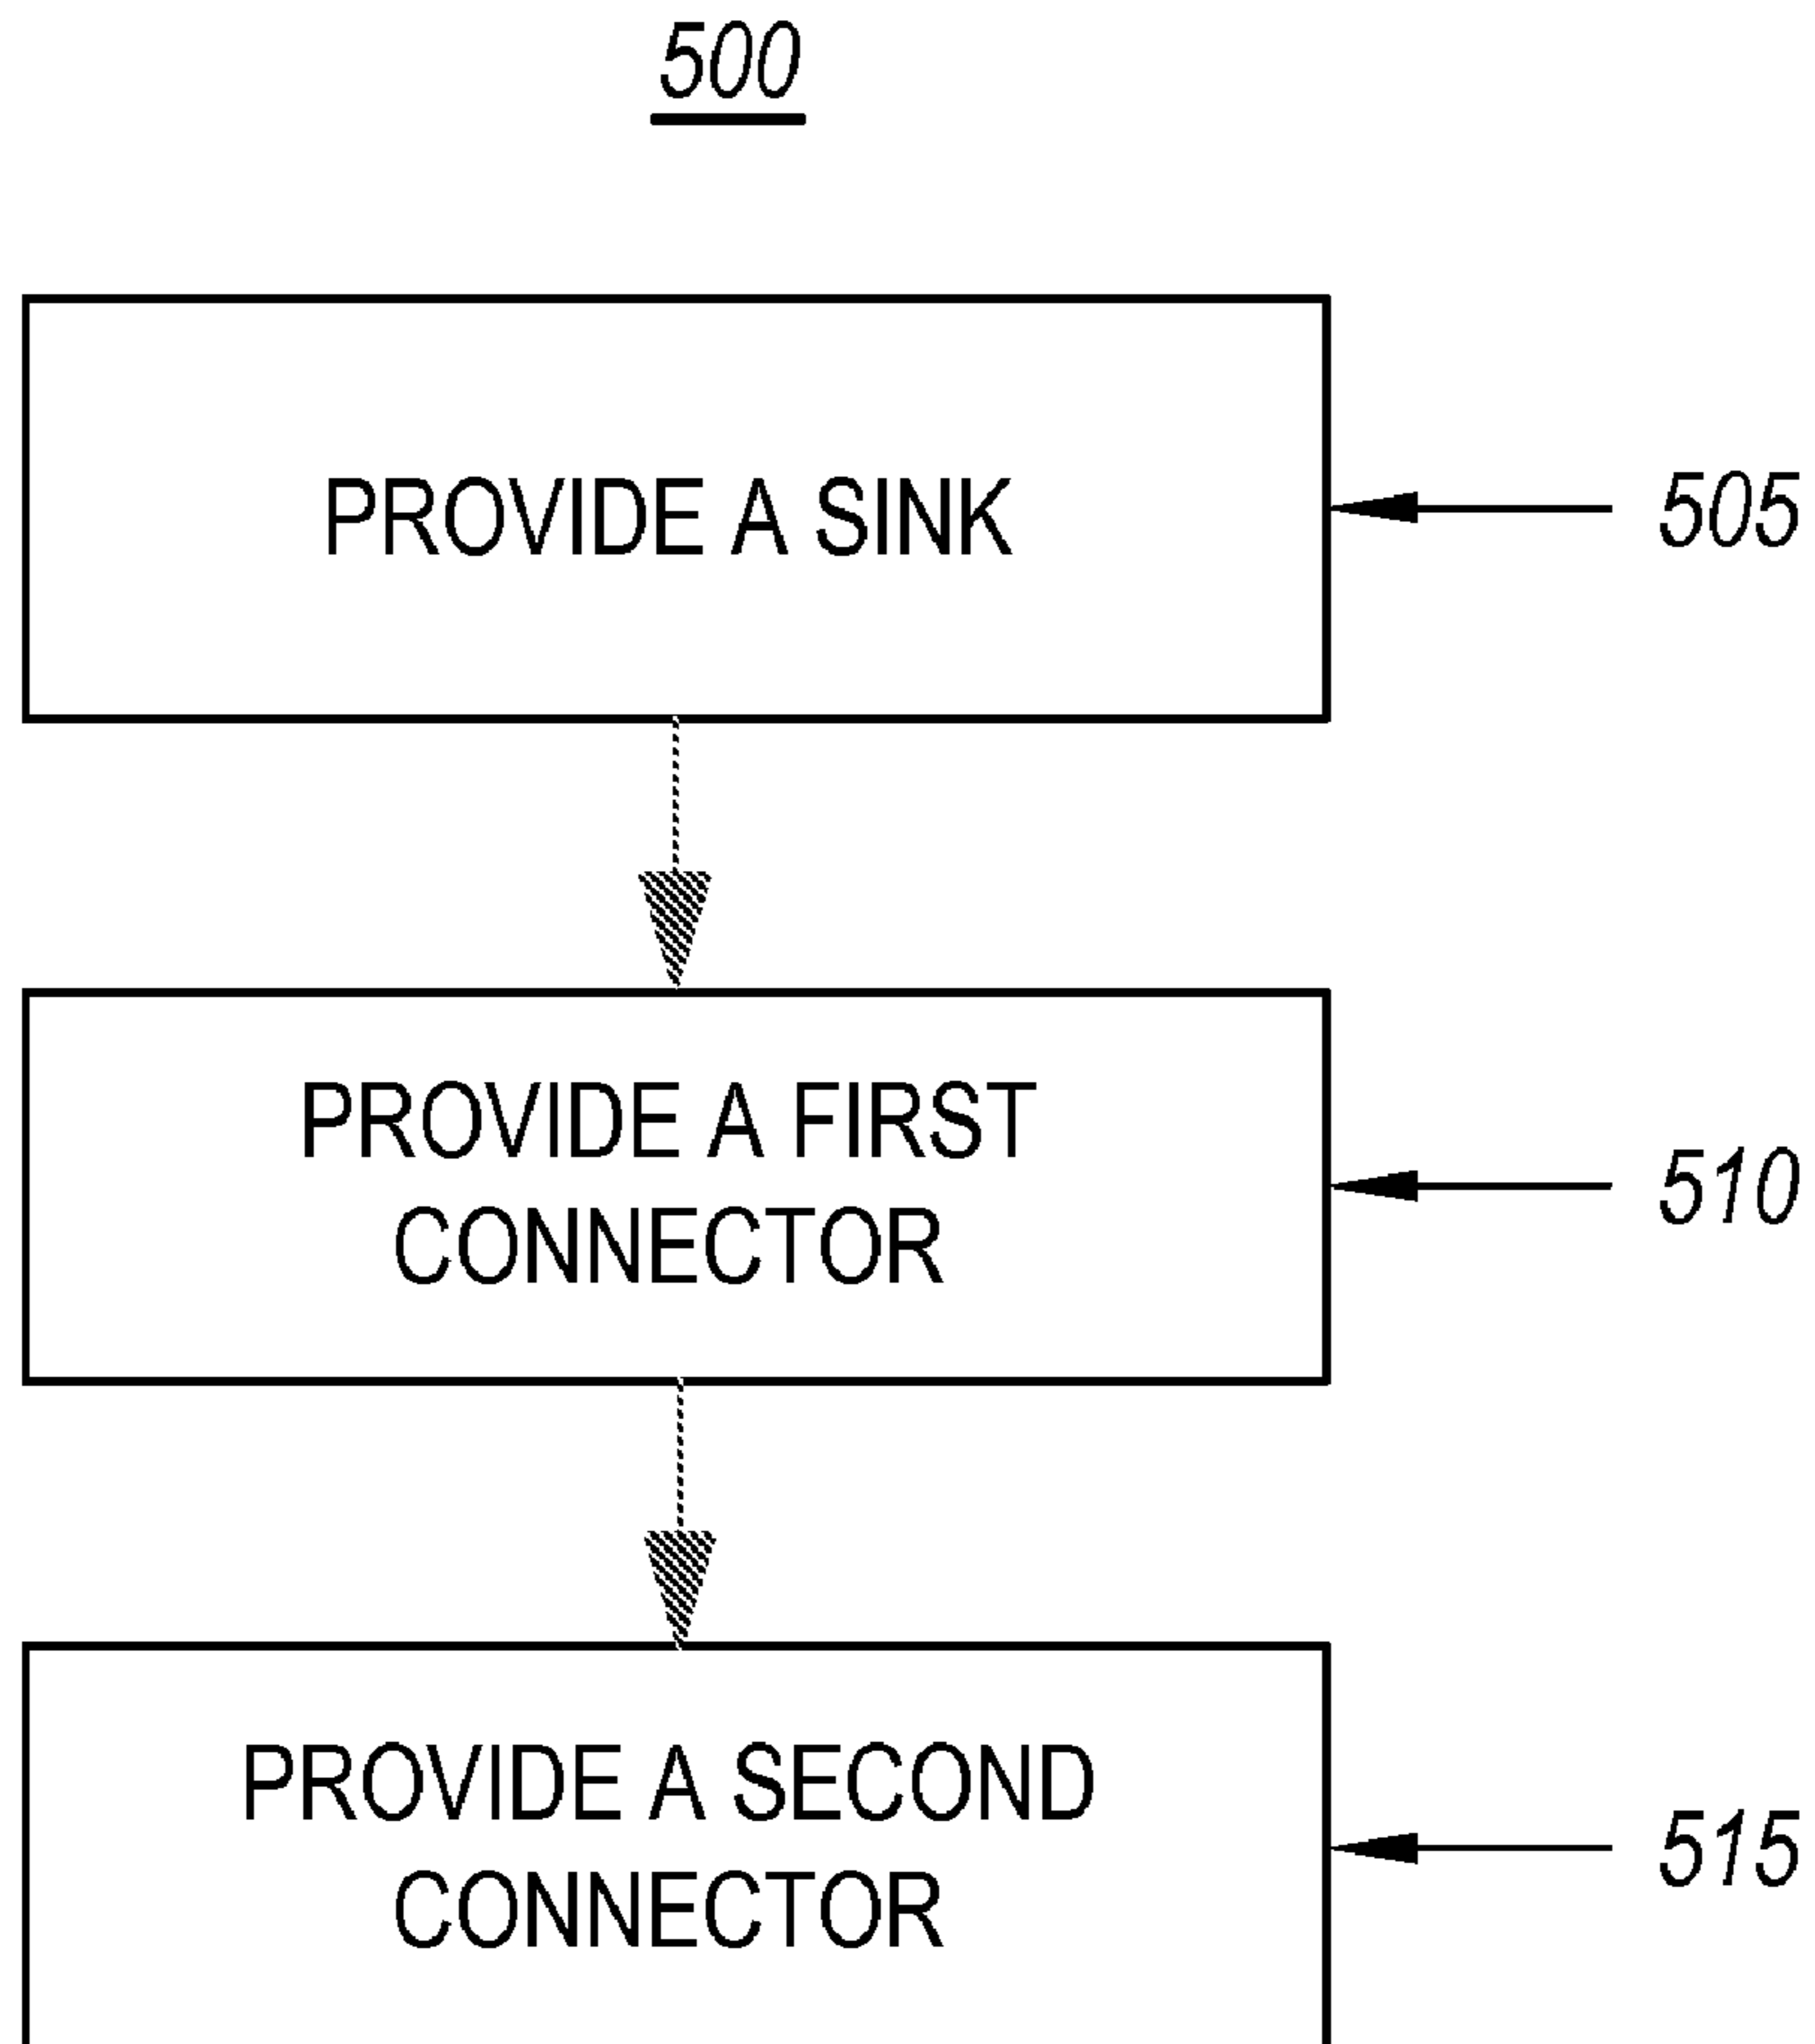 500
PROVIDE A SINK
505
PROVIDE A FIRST
CONNECTOR
510
PROVIDE A SECOND
CONNECTOR
515